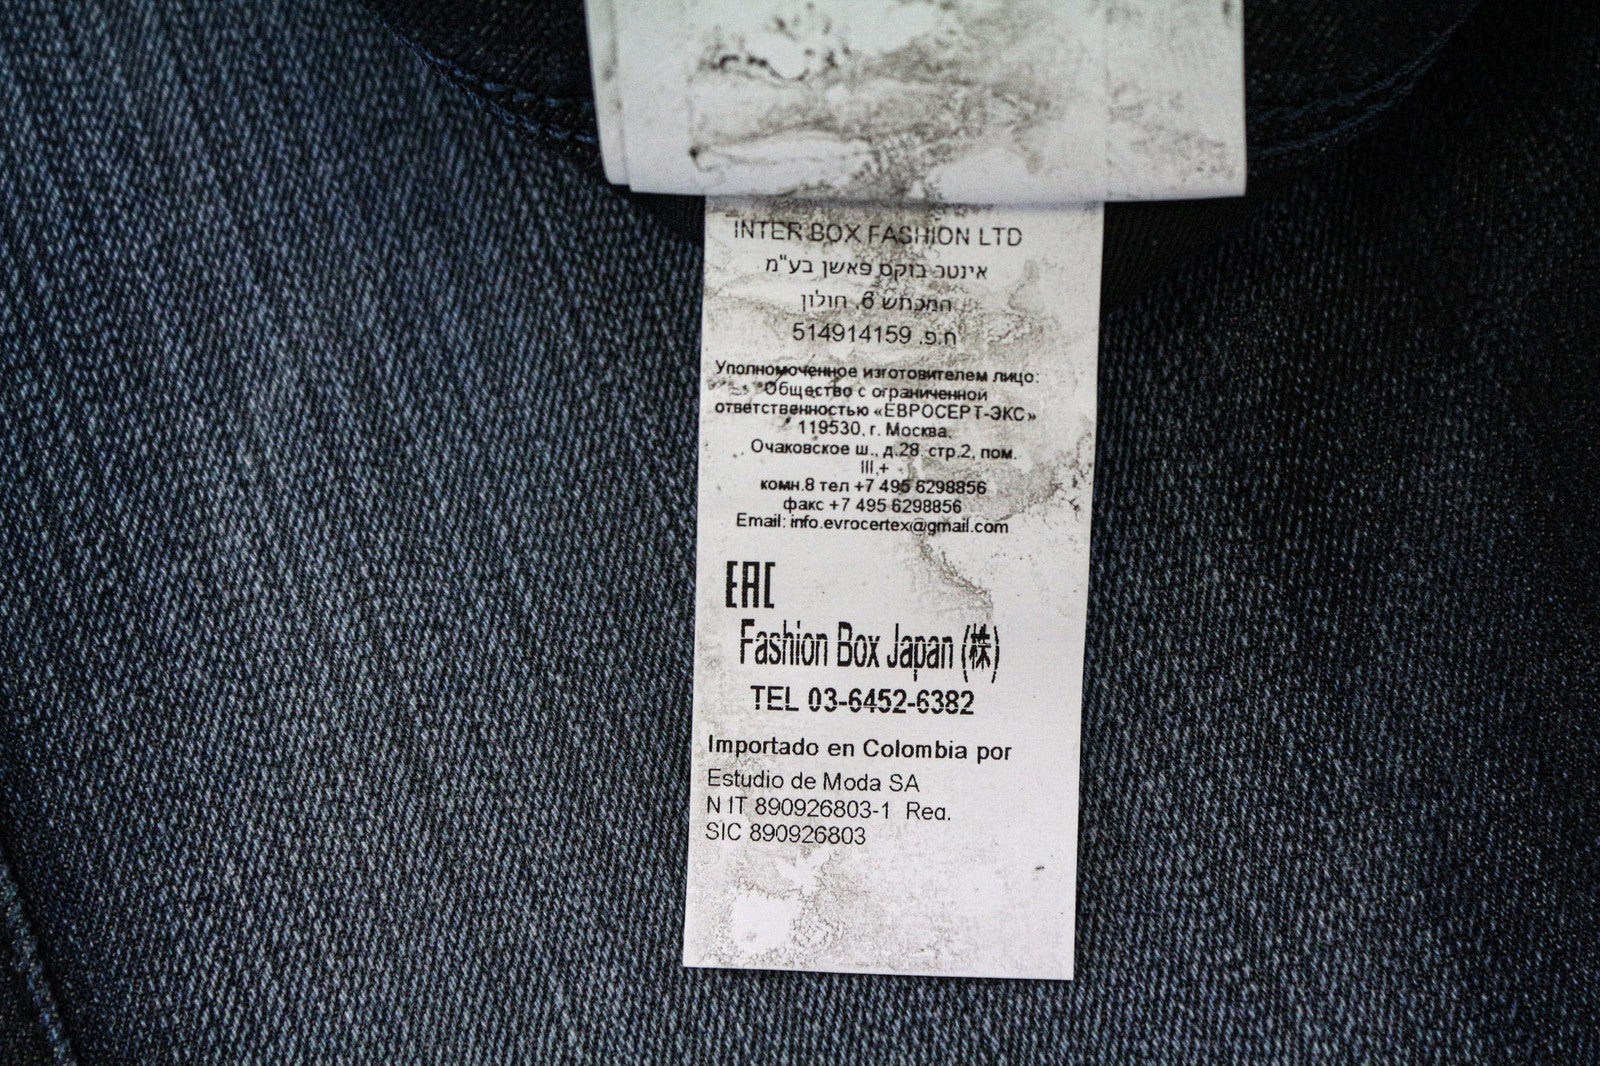 INTER BOX FASHION LTD
אינטר בוקס פאשן בע"מ
המכתש 6, חולון
ח.פ. 514914159
Уполномоченное изготовителем лицо:
Общество с ограниченной
ответственностью «ЕВРОСЕРТ-ЭКС»
119530, г. Москва,
Очаковское ш., д.28, стр.2, пом.
III,+
комн.8 тел +7 495 6298856
факс +7 495 6298856
Email: info.evrocertex@gmail.com
EAC
Fashion Box Japan (株)
TEL 03-6452-6382
Importado en Colombia por
Estudio de Moda SA
N IT 890926803-1 Reg.
SIC 890926803